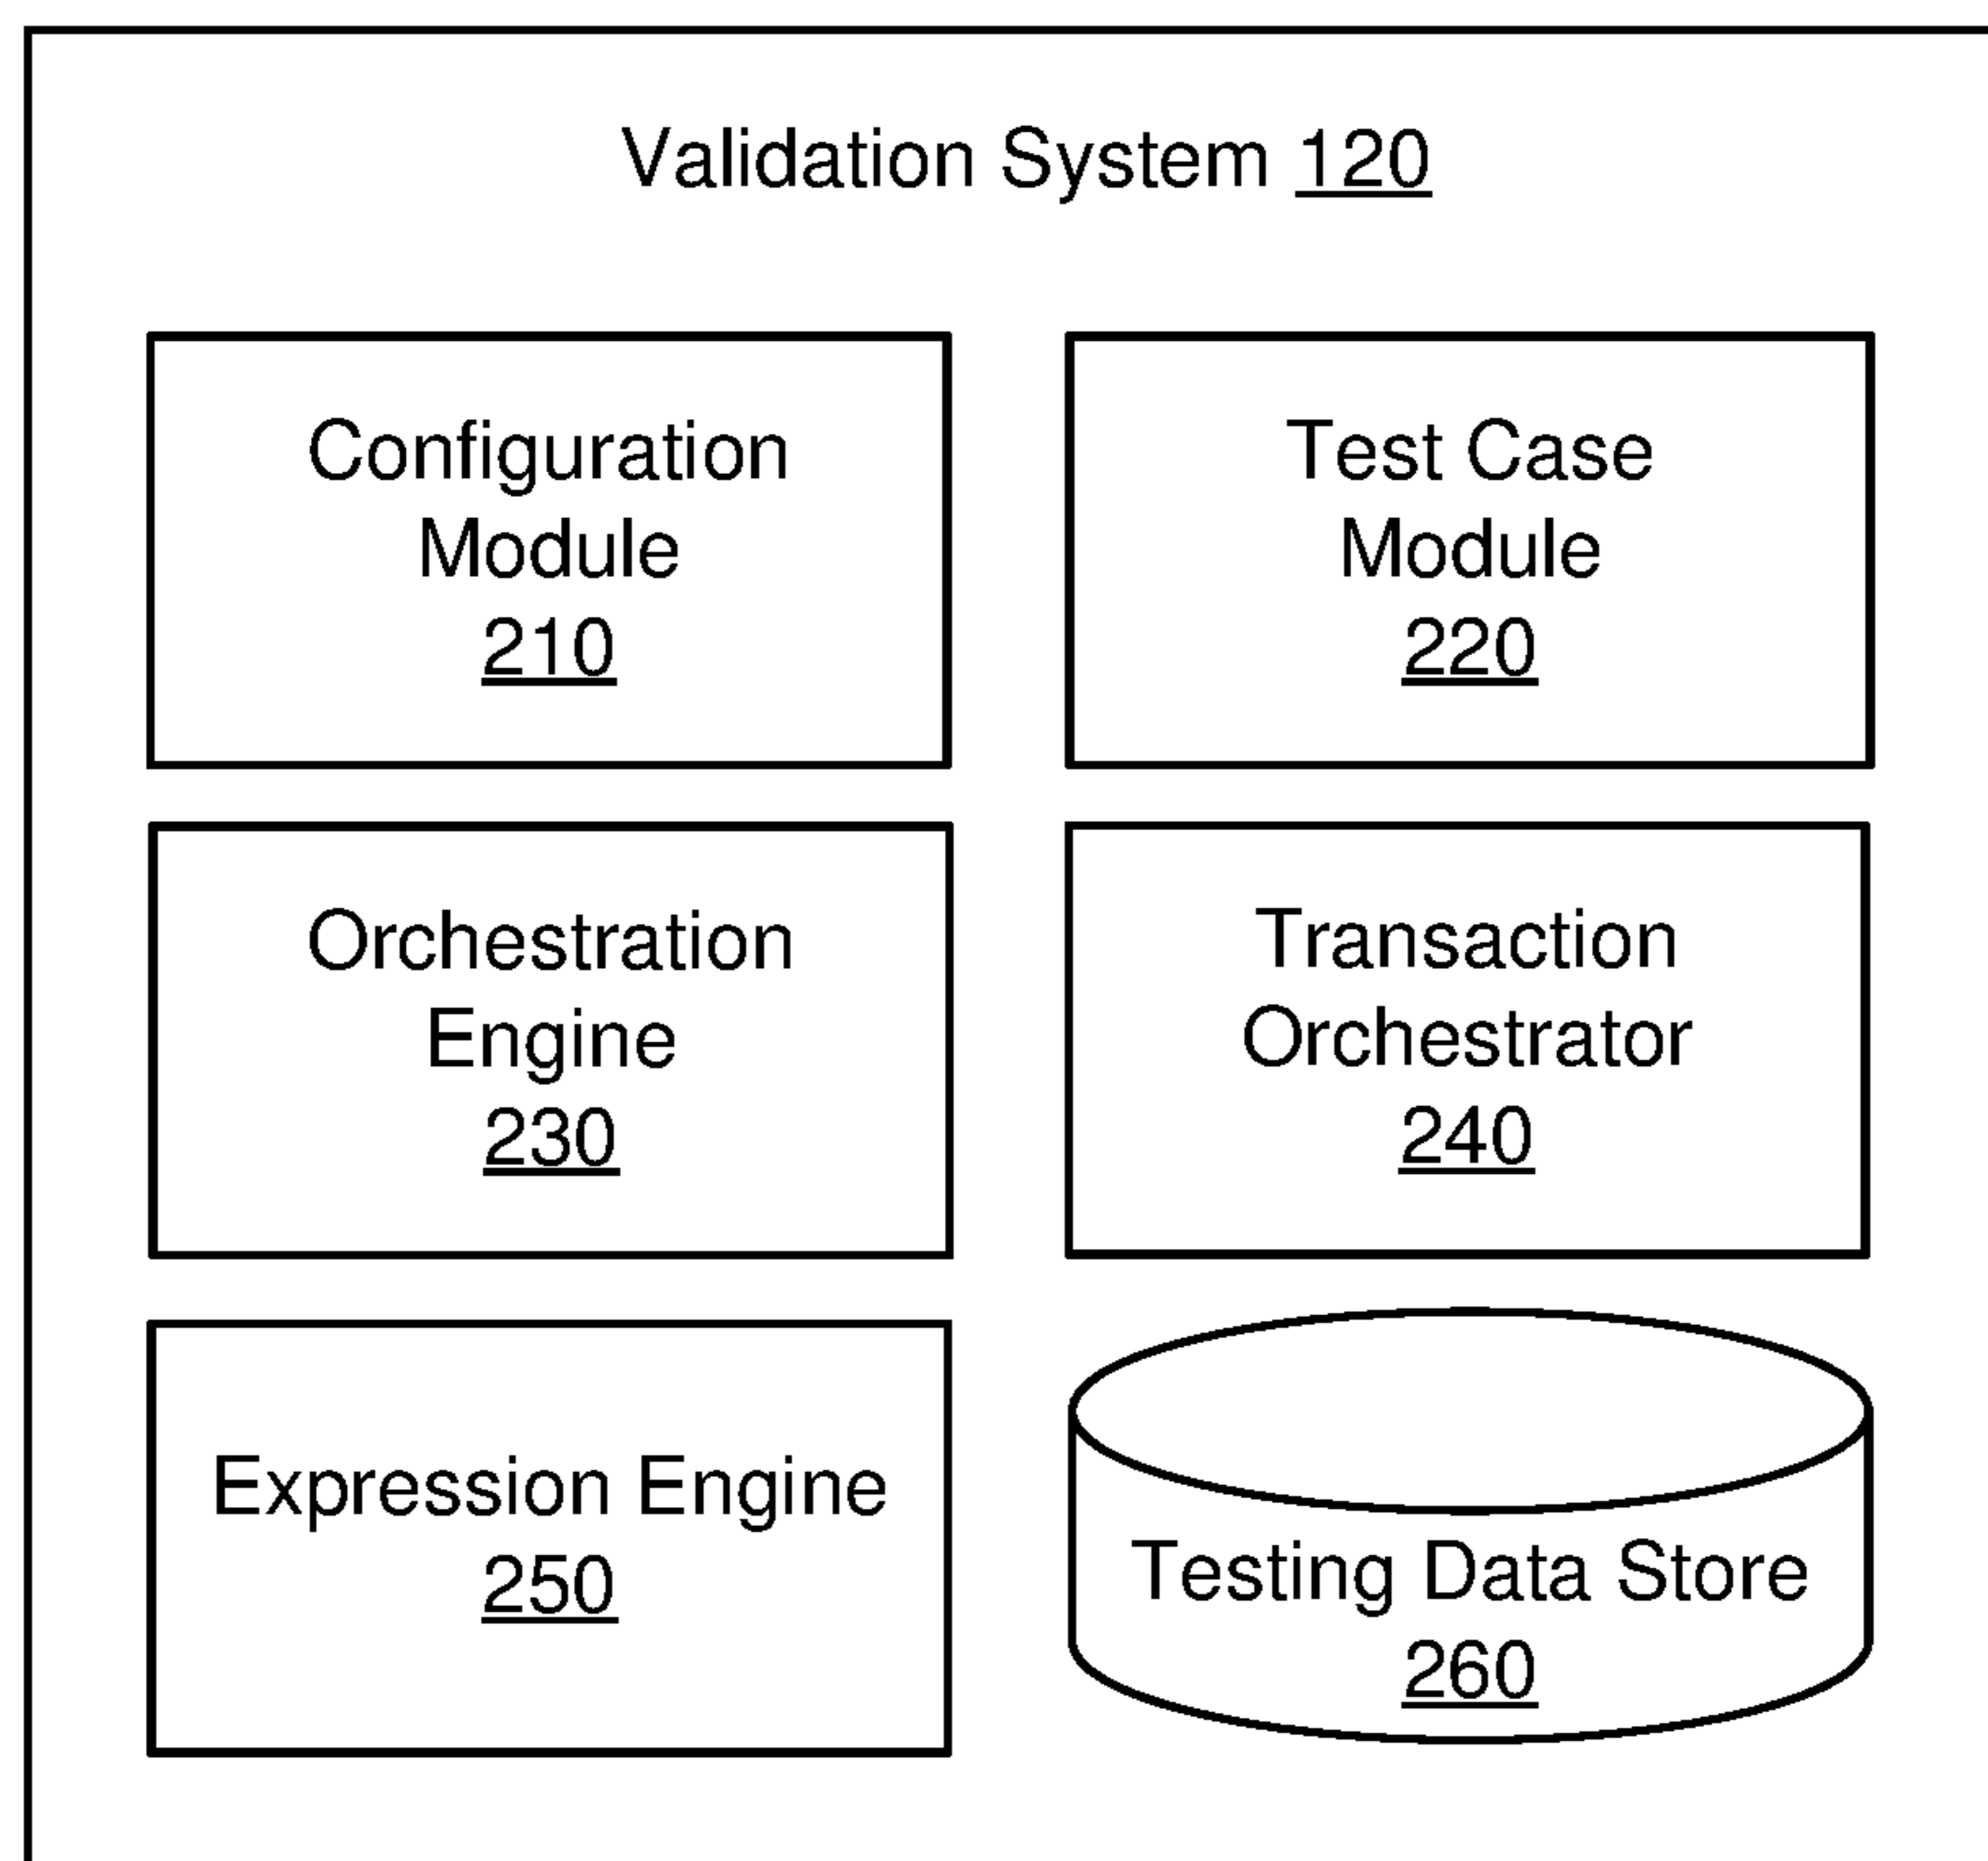 Validation System 120
Configuration
Module
210
Test Case
Module
220
Orchestration
Engine
230
Transaction
Orchestrator
240
Expression Engine
250
Testing Data Store
260